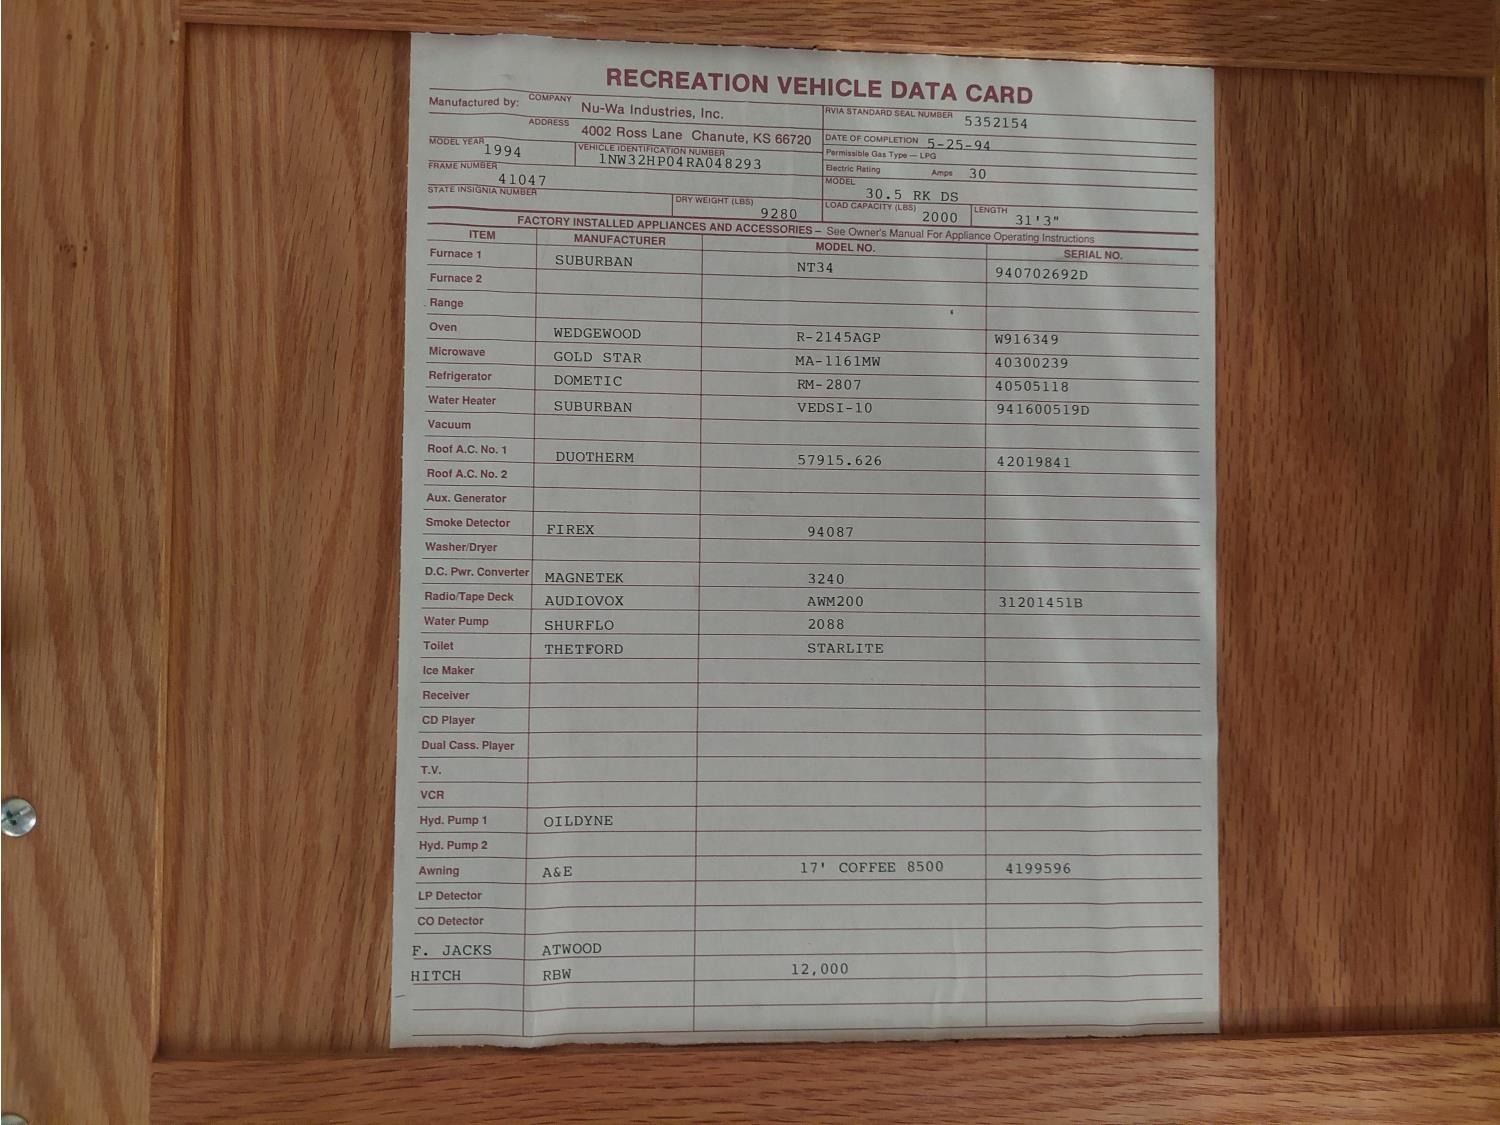 RECREATION VEHICLE DATA CARD
Manufactured by: COMPANY Nu-Wa Industries, Inc. RVIA STANDARD SEAL NUMBER 5352154
ADDRESS 4002 Ross Lane Chanute, KS 66720 DATE OF COMPLETION 5-25-94
MODEL YEAR 1994 VEHICLE IDENTIFICATION NUMBER 1NW32HP04RA048293 Permissible Gas Type — LPG
FRAME NUMBER 41047 Electric Rating Amps 30
STATE INSIGNIA NUMBER MODEL 30.5 RK DS
DRY WEIGHT (LBS) 9280 LOAD CAPACITY (LBS) 2000 LENGTH 31'3"
FACTORY INSTALLED APPLIANCES AND ACCESSORIES – See Owner's Manual For Appliance Operating Instructions
ITEM MANUFACTURER MODEL NO. SERIAL NO.
Furnace 1 SUBURBAN NT34 940702692D
Furnace 2
Range
Oven WEDGEWOOD R-2145AGP W916349
Microwave GOLD STAR MA-1161MW 40300239
Refrigerator DOMETIC RM-2807 40505118
Water Heater SUBURBAN VEDSI-10 941600519D
Vacuum
Roof A.C. No. 1 DUOTHERM 57915.626 42019841
Roof A.C. No. 2
Aux. Generator
Smoke Detector FIREX 94087
Washer/Dryer
D.C. Pwr. Converter MAGNETEK 3240
Radio/Tape Deck AUDIOVOX AWM200 31201451B
Water Pump SHURFLO 2088
Toilet THETFORD STARLITE
Ice Maker
Receiver
CD Player
Dual Cass. Player
T.V.
VCR
Hyd. Pump 1 OILDYNE
Hyd. Pump 2
Awning A&E 17' COFFEE 8500 4199596
LP Detector
CO Detector
F. JACKS ATWOOD
HITCH RBW 12,000